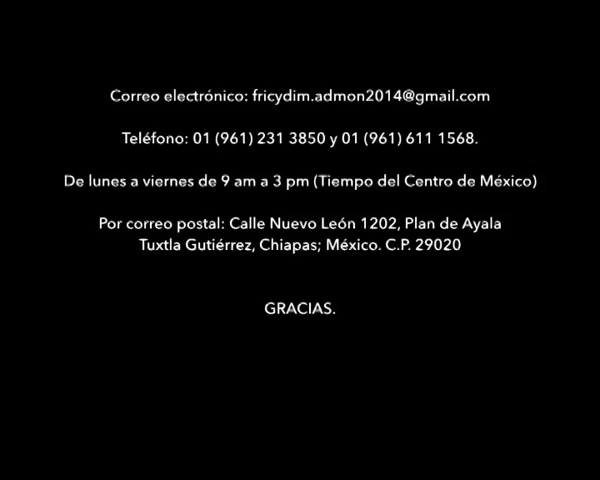 Correo electrónico: fricydim.admon2014@gmail.com
Teléfono: 01 (961) 231 3850 y 01 (961) 611 1568.
De lunes a viernes de 9 am a 3 pm (Tiempo del Centro de México)
Por correo postal: Calle Nuevo León 1202, Plan de Ayala
Tuxtla Gutiérrez, Chiapas; México. C.P. 29020
GRACIAS.